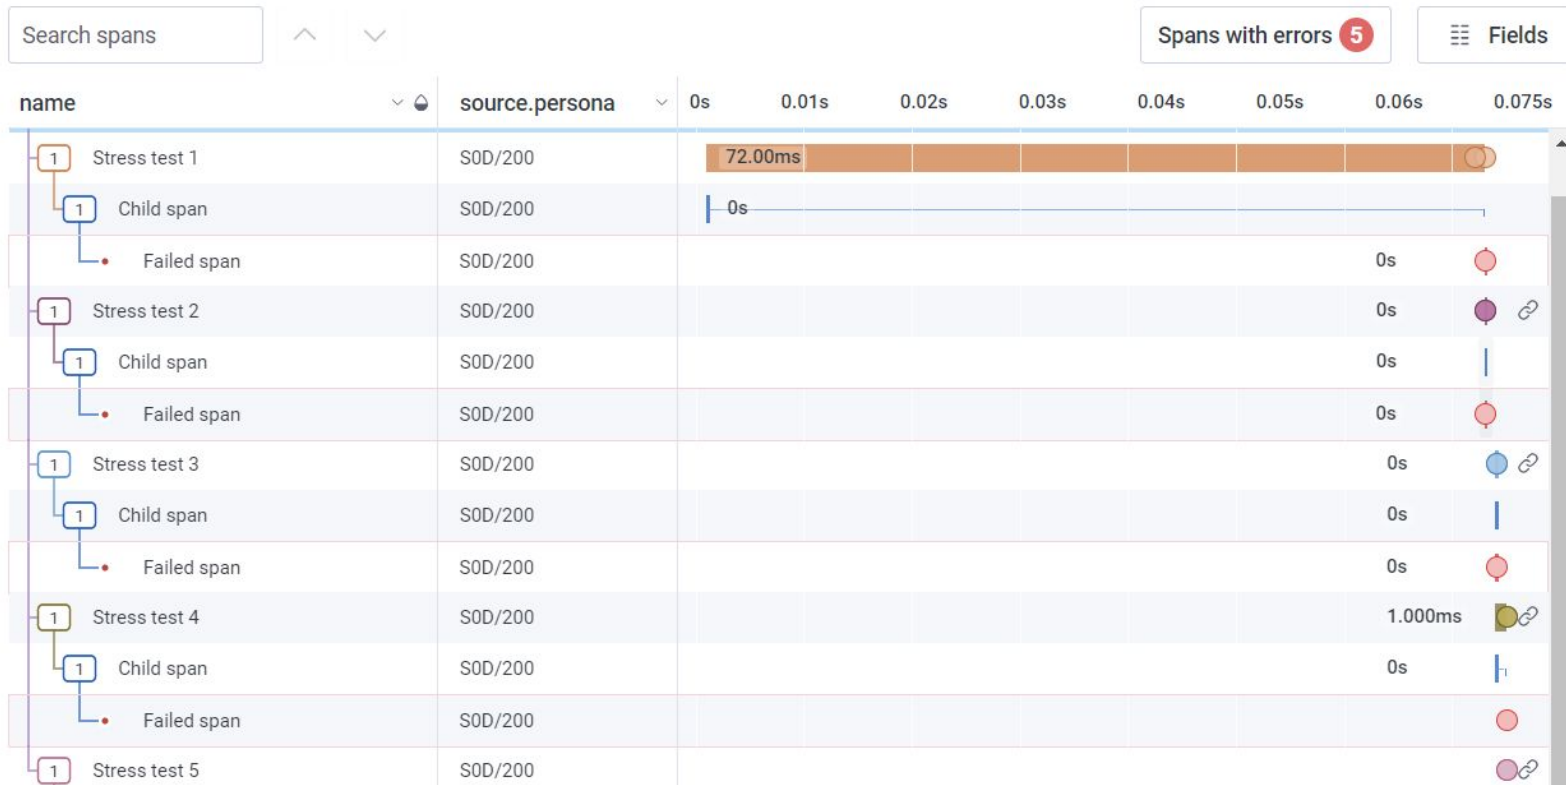 Search spans Spans with errors 5 Fields
name source.persona 0s 0.01s 0.02s 0.03s 0.04s 0.05s 0.06s 0.075s
1 Stress test 1 S0D/200 72.00ms
1 Child span S0D/200 0s
Failed span S0D/200 0s
1 Stress test 2 S0D/200 0s
1 Child span S0D/200 0s
Failed span S0D/200 0s
1 Stress test 3 S0D/200 0s
1 Child span S0D/200 0s
Failed span S0D/200 0s
1 Stress test 4 S0D/200 1.000ms
1 Child span S0D/200 0s
Failed span S0D/200
1 Stress test 5 S0D/200